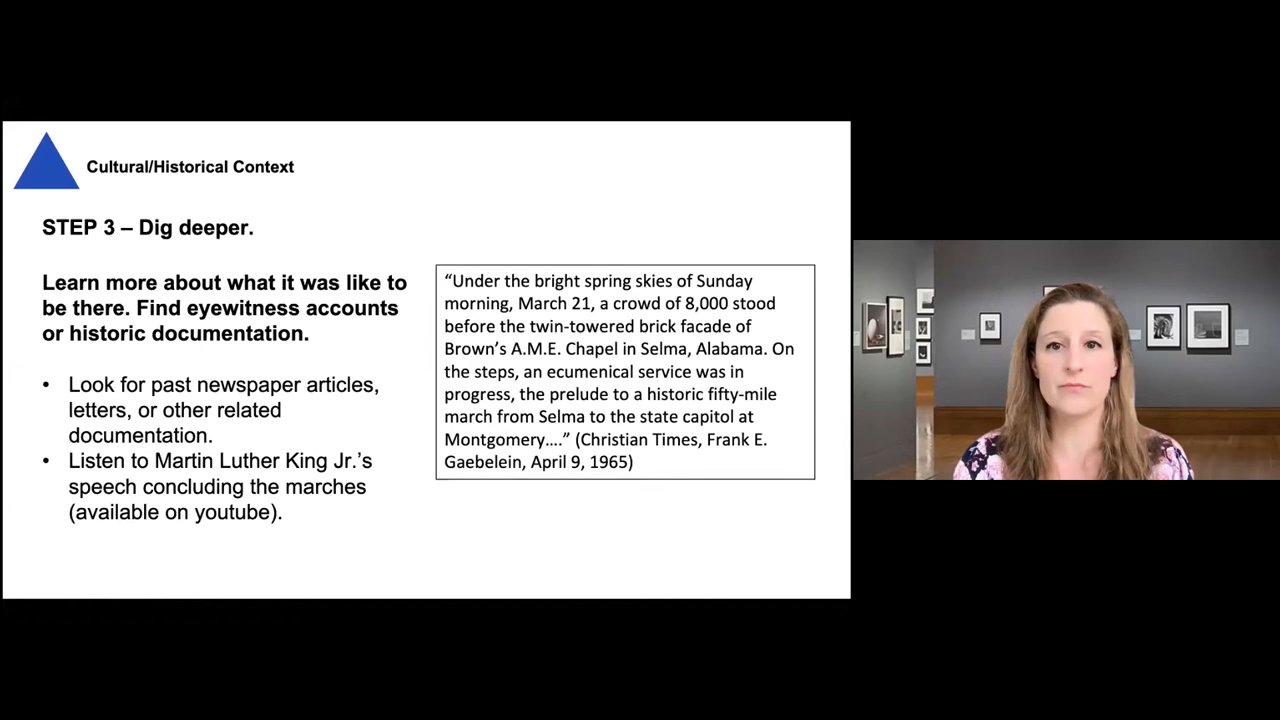 Cultural/Historical Context
STEP 3 – Dig deeper.
Learn more about what it was like to
be there. Find eyewitness accounts
or historic documentation.
• Look for past newspaper articles,
letters, or other related
documentation.
• Listen to Martin Luther King Jr.’s
speech concluding the marches
(available on youtube).
“Under the bright spring skies of Sunday
morning, March 21, a crowd of 8,000 stood
before the twin-towered brick facade of
Brown’s A.M.E. Chapel in Selma, Alabama. On
the steps, an ecumenical service was in
progress, the prelude to a historic fifty-mile
march from Selma to the state capitol at
Montgomery….” (Christian Times, Frank E.
Gaebelein, April 9, 1965)